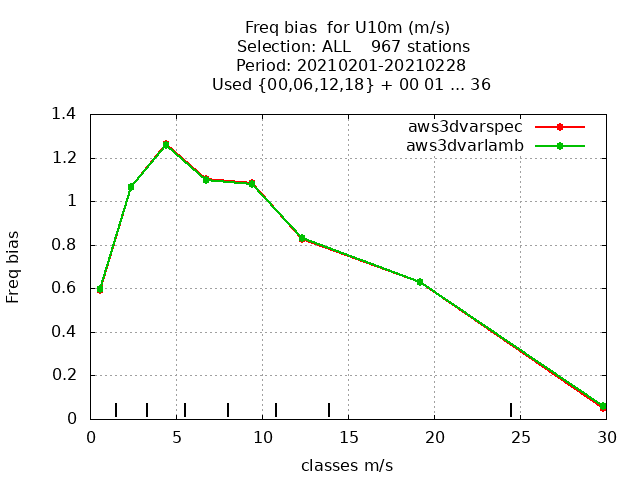 Freq bias  for U10m (m/s)
Selection: ALL    967 stations
Period: 20210201-20210228
Used {00,06,12,18} + 00 01 ... 36
aws3dvarspec
aws3dvarlamb
1.4
1.2
1
0.8
0.6
0.4
0.2
0
Freq bias
0 5 10 15 20 25 30
classes m/s